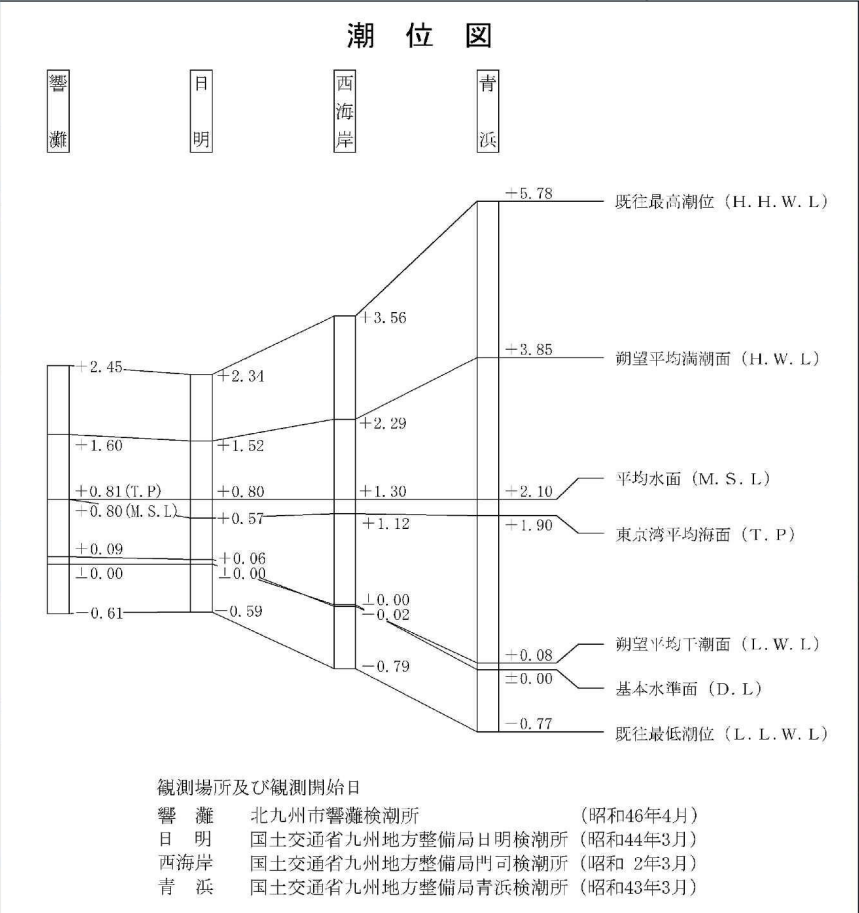 潮位図
響灘
日明
西海岸
青浜
+5.78
既往最高潮位 (H.H.W.L)
+3.56
+3.85
朔望平均満潮面 (H.W.L)
+2.45
+2.34
+2.29
+1.60
+1.52
平均水面 (M.S.L)
+0.81(T.P)
+0.80
+1.30
+2.10
+0.80(M.S.L)
+0.57
+1.12
+1.90
東京湾平均海面 (T.P)
+0.09
+0.06
±0.00
±0.00
±0.00
-0.61
-0.59
-0.02
朔望平均干潮面 (L.W.L)
+0.08
-0.79
±0.00
基本水準面 (D.L)
-0.77
既往最低潮位 (L.L.W.L)
観測場所及び観測開始日
響灘 北九州市響灘検潮所 (昭和46年4月)
日明 国土交通省九州地方整備局日明検潮所 (昭和44年3月)
西海岸 国土交通省九州地方整備局門司検潮所 (昭和 2年3月)
青浜 国土交通省九州地方整備局青浜検潮所 (昭和43年3月)